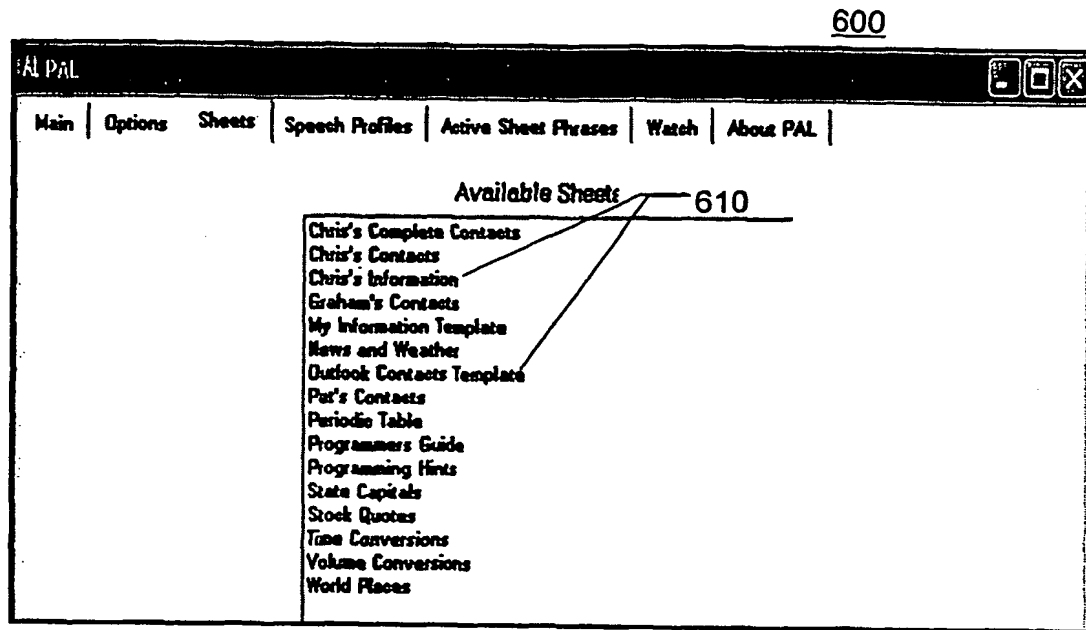 600
PAL
Main Options Sheets Speech Profiles Active Sheet Phrases Watch About PAL
Available Sheets 610
Chris's Complete Contacts
Chris's Contacts
Chris's Information
Graham's Contacts
My Information Template
News and Weather
Outlook Contacts Template
Pat's Contacts
Periodic Table
Programmers Guide
Programming Hints
State Capitals
Stock Quotes
Time Conversions
Volume Conversions
World Places